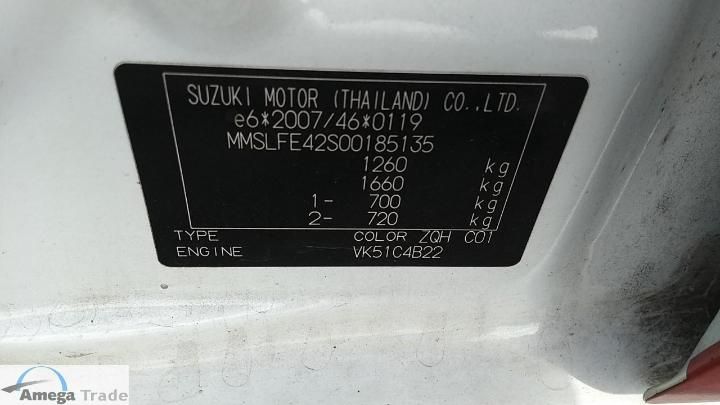 SUZUKI MOTOR (THAILAND) CO.,LTD.
e6*2007/46*0119
MMSLFE42S00185135
1260 kg
1660 kg
1- 700 kg
2- 720 kg
TYPE COLOR ZQH C01
ENGINE VK51C4B22
Amega Trade